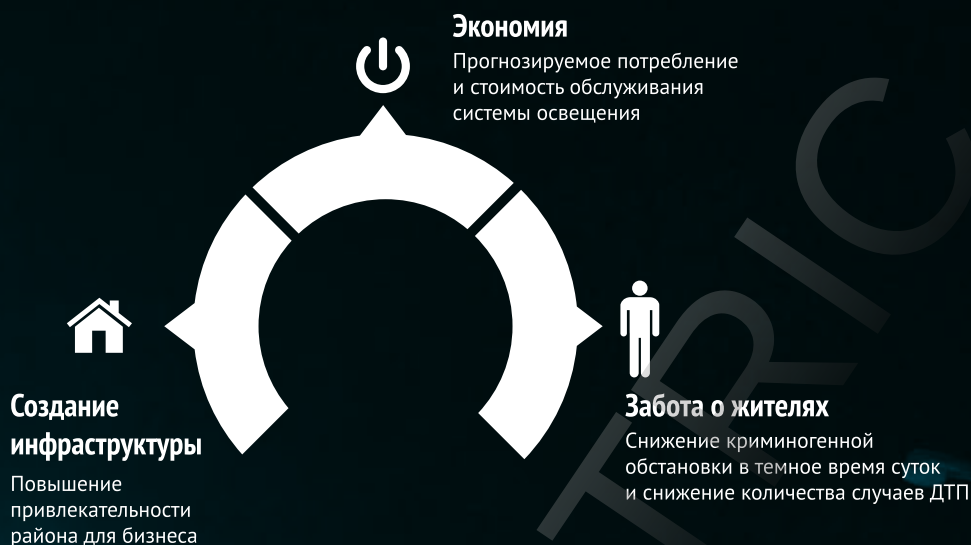 Экономия
Прогнозируемое потребление
и стоимость обслуживания
системы освещения
Создание
инфраструктуры
Повышение
привлекательности
района для бизнеса
Забота о жителях
Снижение криминогенной
обстановки в темное время суток
и снижение количества случаев ДТП
TRIC